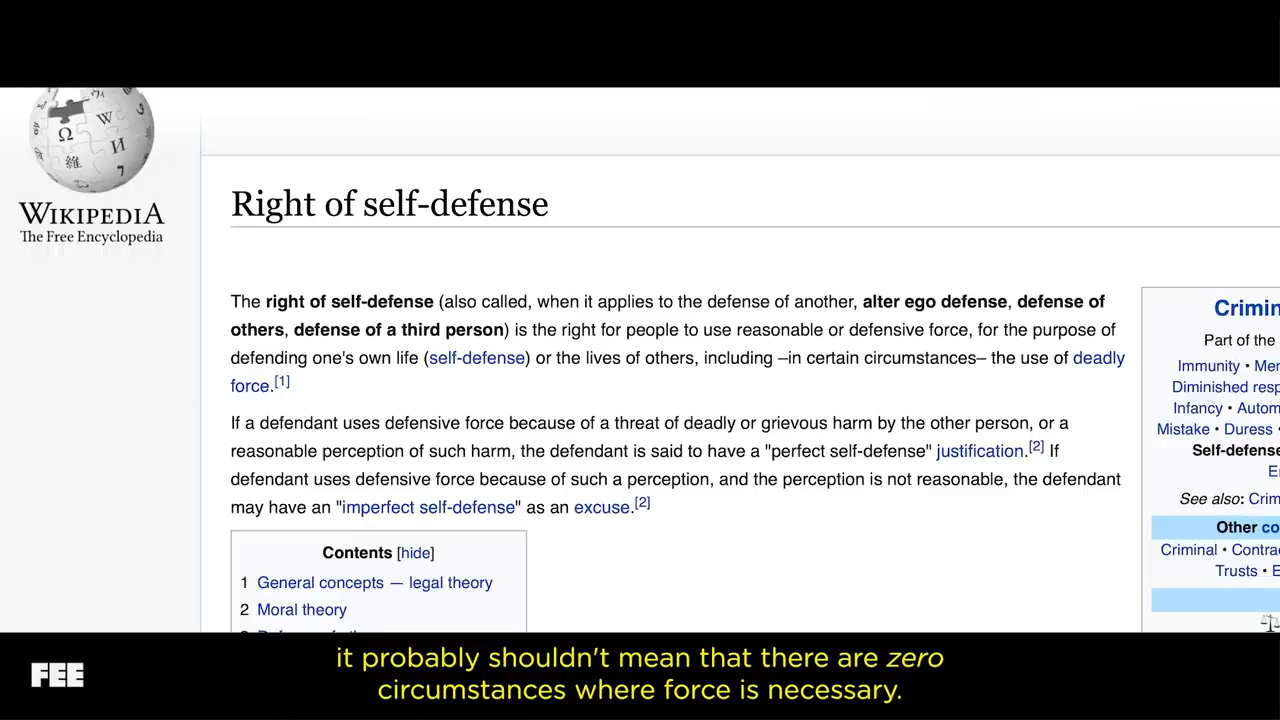 WIKIPEDIA
The Free Encyclopedia
Right of self-defense
The right of self-defense (also called, when it applies to the defense of another, alter ego defense, defense of
others, defense of a third person) is the right for people to use reasonable or defensive force, for the purpose of
defending one's own life (self-defense) or the lives of others, including –in certain circumstances– the use of deadly
force.[1]
If a defendant uses defensive force because of a threat of deadly or grievous harm by the other person, or a
reasonable perception of such harm, the defendant is said to have a "perfect self-defense" justification.[2] If
defendant uses defensive force because of such a perception, and the perception is not reasonable, the defendant
may have an "imperfect self-defense" as an excuse.[2]
Contents [hide]
1 General concepts — legal theory
2 Moral theory
Part of the
Immunity •
Diminished
Infancy •
Mistake • Duress •
Self-defense
See also:
Other
Criminal •
Trusts •
FEE
it probably shouldn't mean that there are zero
circumstances where force is necessary.